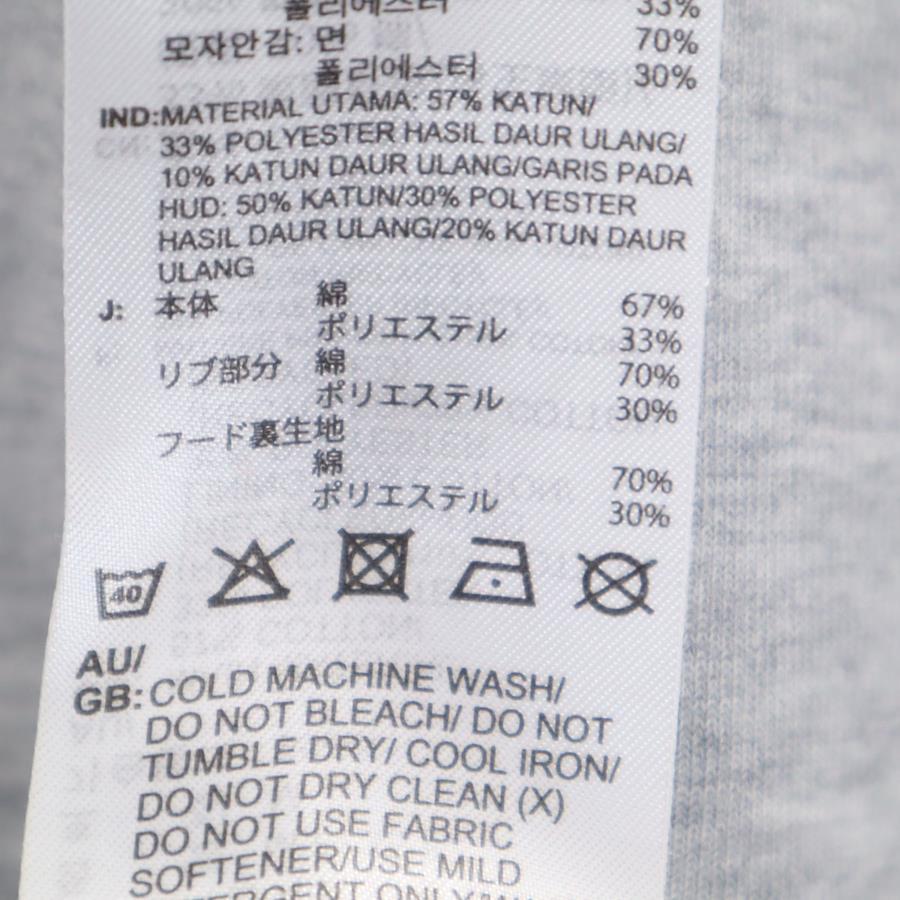 폴리에스터 33%
모자안감: 면 70%
폴리에스터 30%
IND:MATERIAL UTAMA: 57% KATUN/
33% POLYESTER HASIL DAUR ULANG/
10% KATUN DAUR ULANG/GARIS PADA
HUD: 50% KATUN/30% POLYESTER
HASIL DAUR ULANG/20% KATUN DAUR
ULANG
J: 本体 綿 67%
ポリエステル 33%
リブ部分 綿 70%
ポリエステル 30%
フード裏生地
綿 70%
ポリエステル 30%
40
AU/
GB: COLD MACHINE WASH/
DO NOT BLEACH/ DO NOT
TUMBLE DRY/ COOL IRON/
DO NOT DRY CLEAN (X)
DO NOT USE FABRIC
SOFTENER/USE MILD
DETERGENT ONLY/